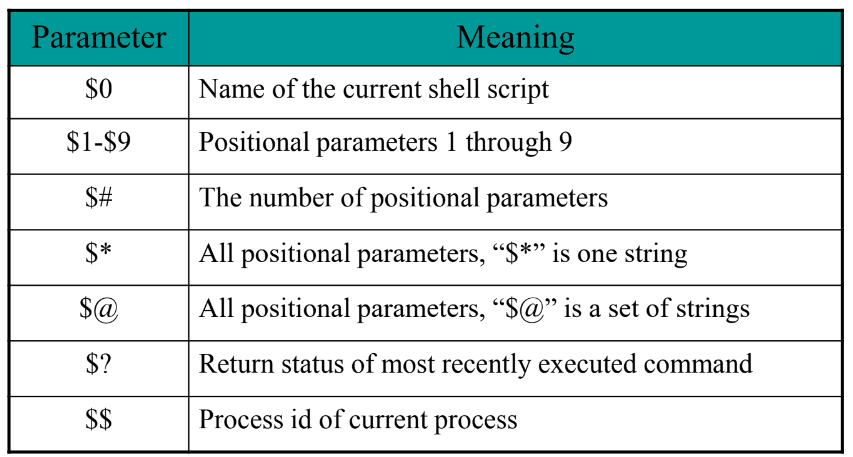 Parameter Meaning
$0 Name of the current shell script
$1-$9 Positional parameters 1 through 9
$# The number of positional parameters
$* All positional parameters, “$*” is one string
$@ All positional parameters, “$@” is a set of strings
$? Return status of most recently executed command
$$ Process id of current process